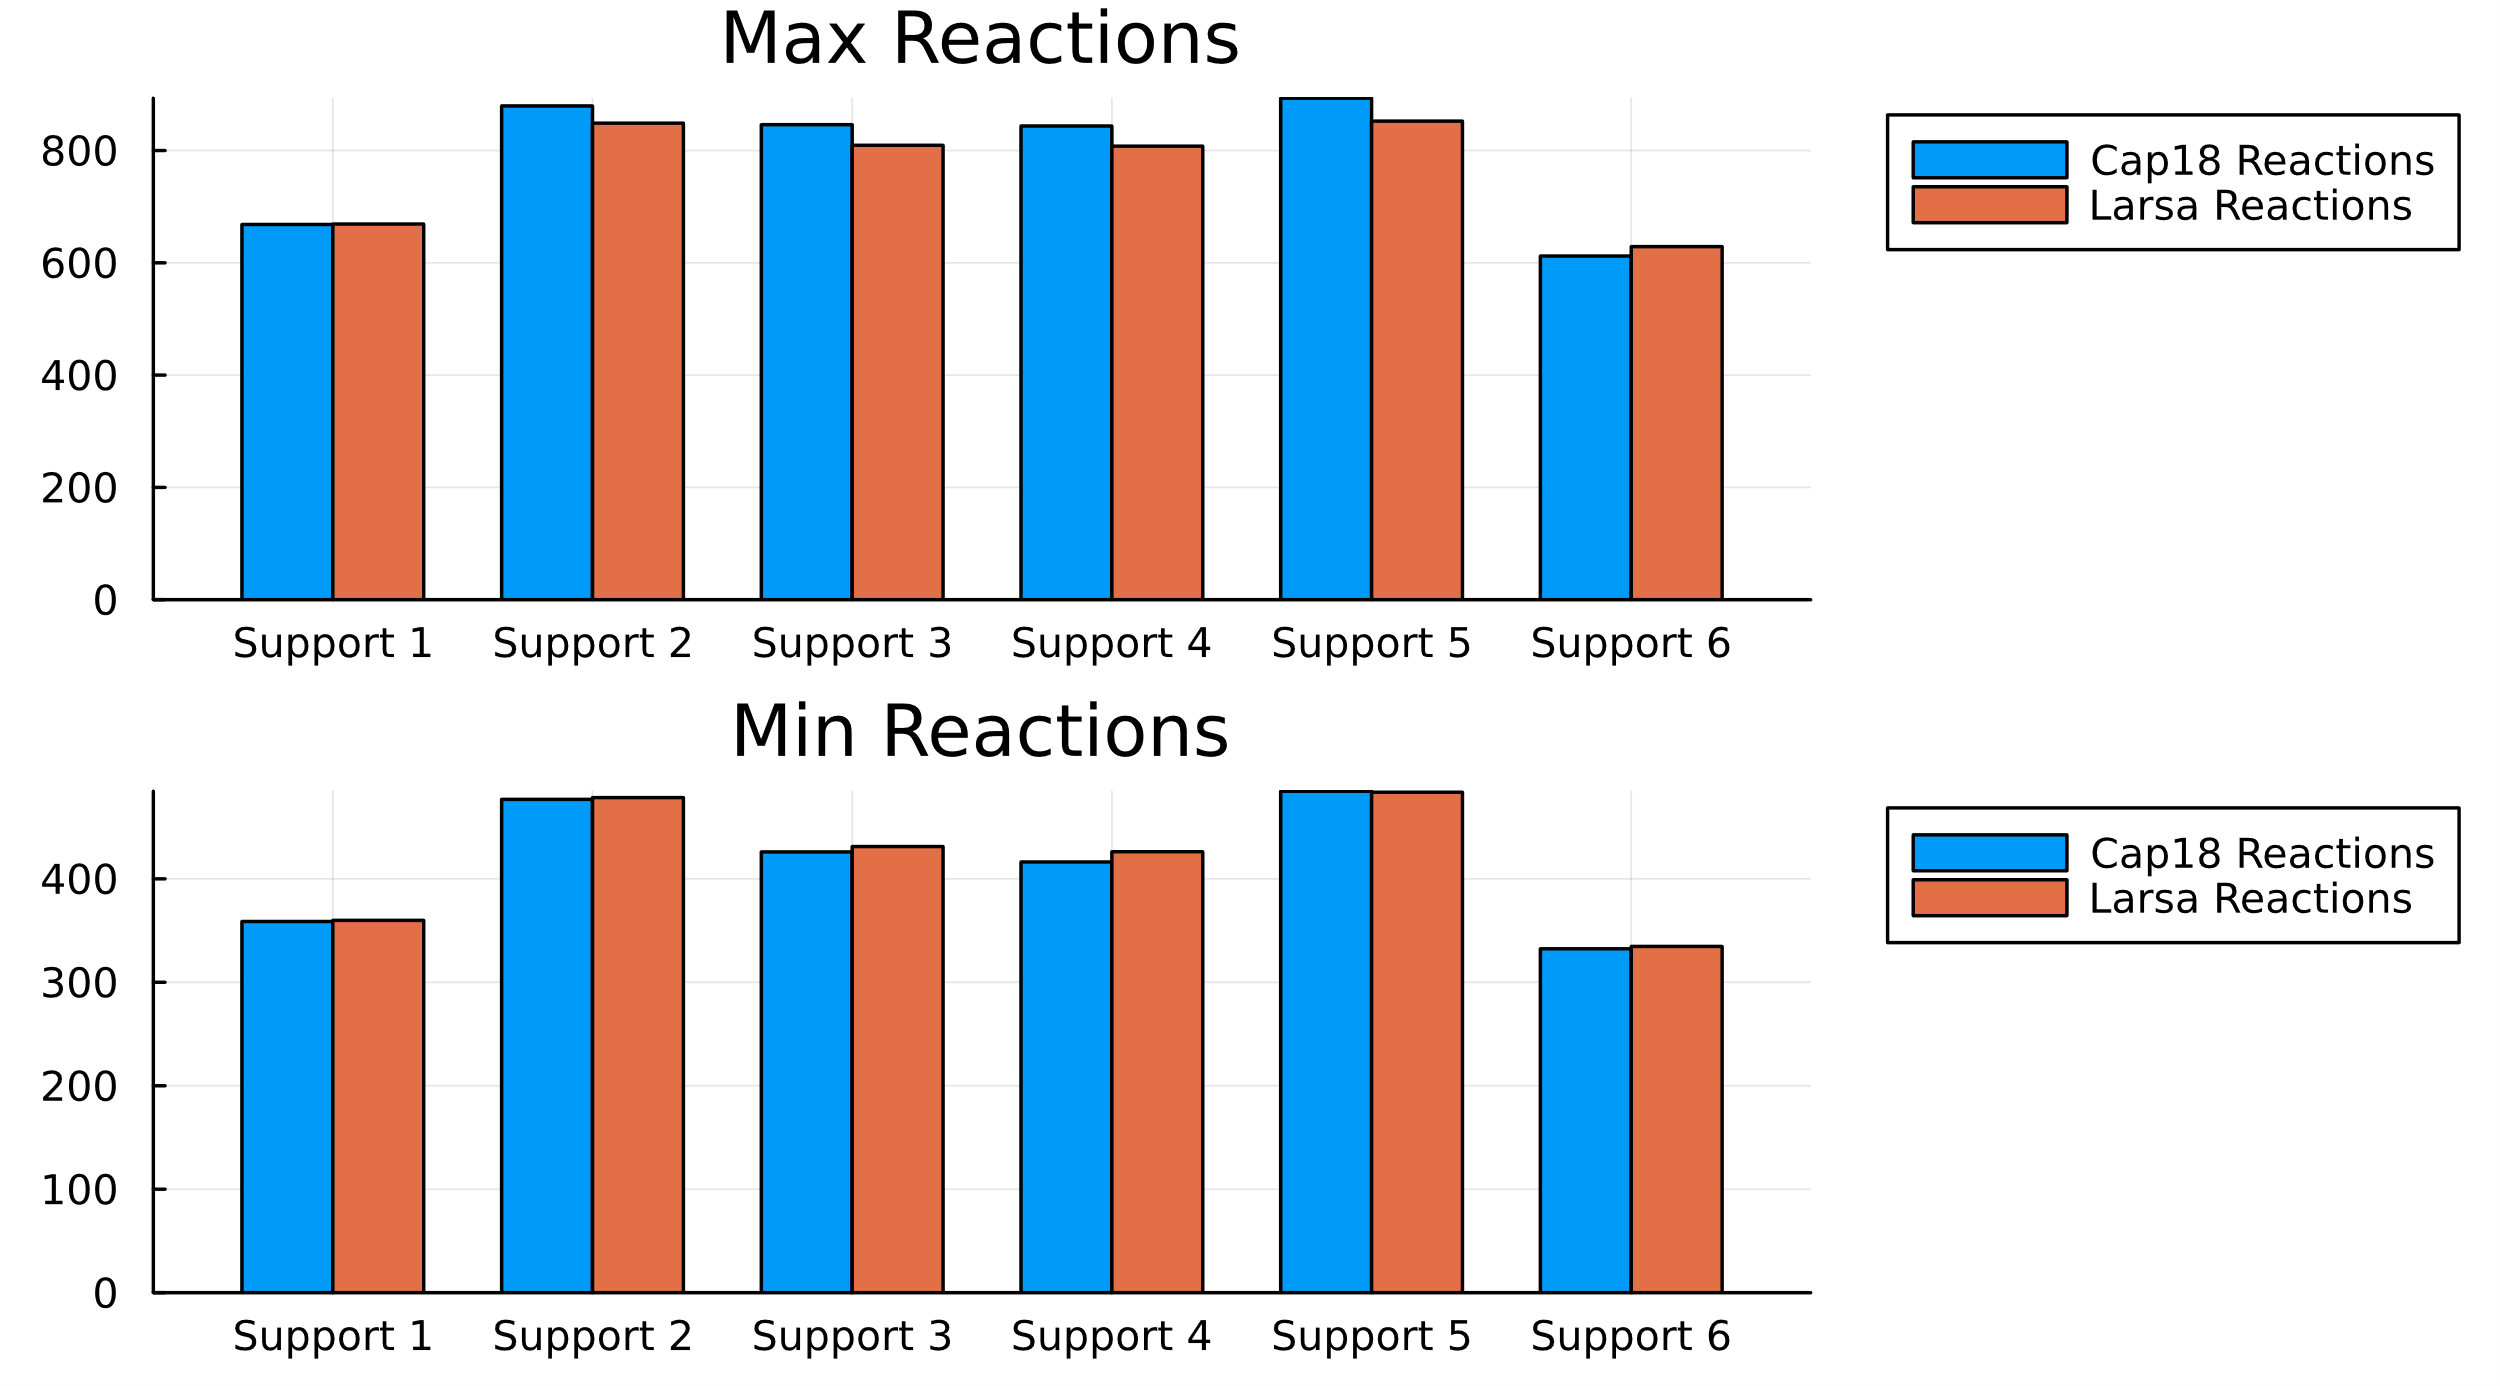 Max Reactions
800
600
400
200
0
Support 1 Support 2 Support 3 Support 4 Support 5 Support 6
Cap18 Reactions
Larsa Reactions
Min Reactions
400
300
200
100
0
Support 1 Support 2 Support 3 Support 4 Support 5 Support 6
Cap18 Reactions
Larsa Reactions